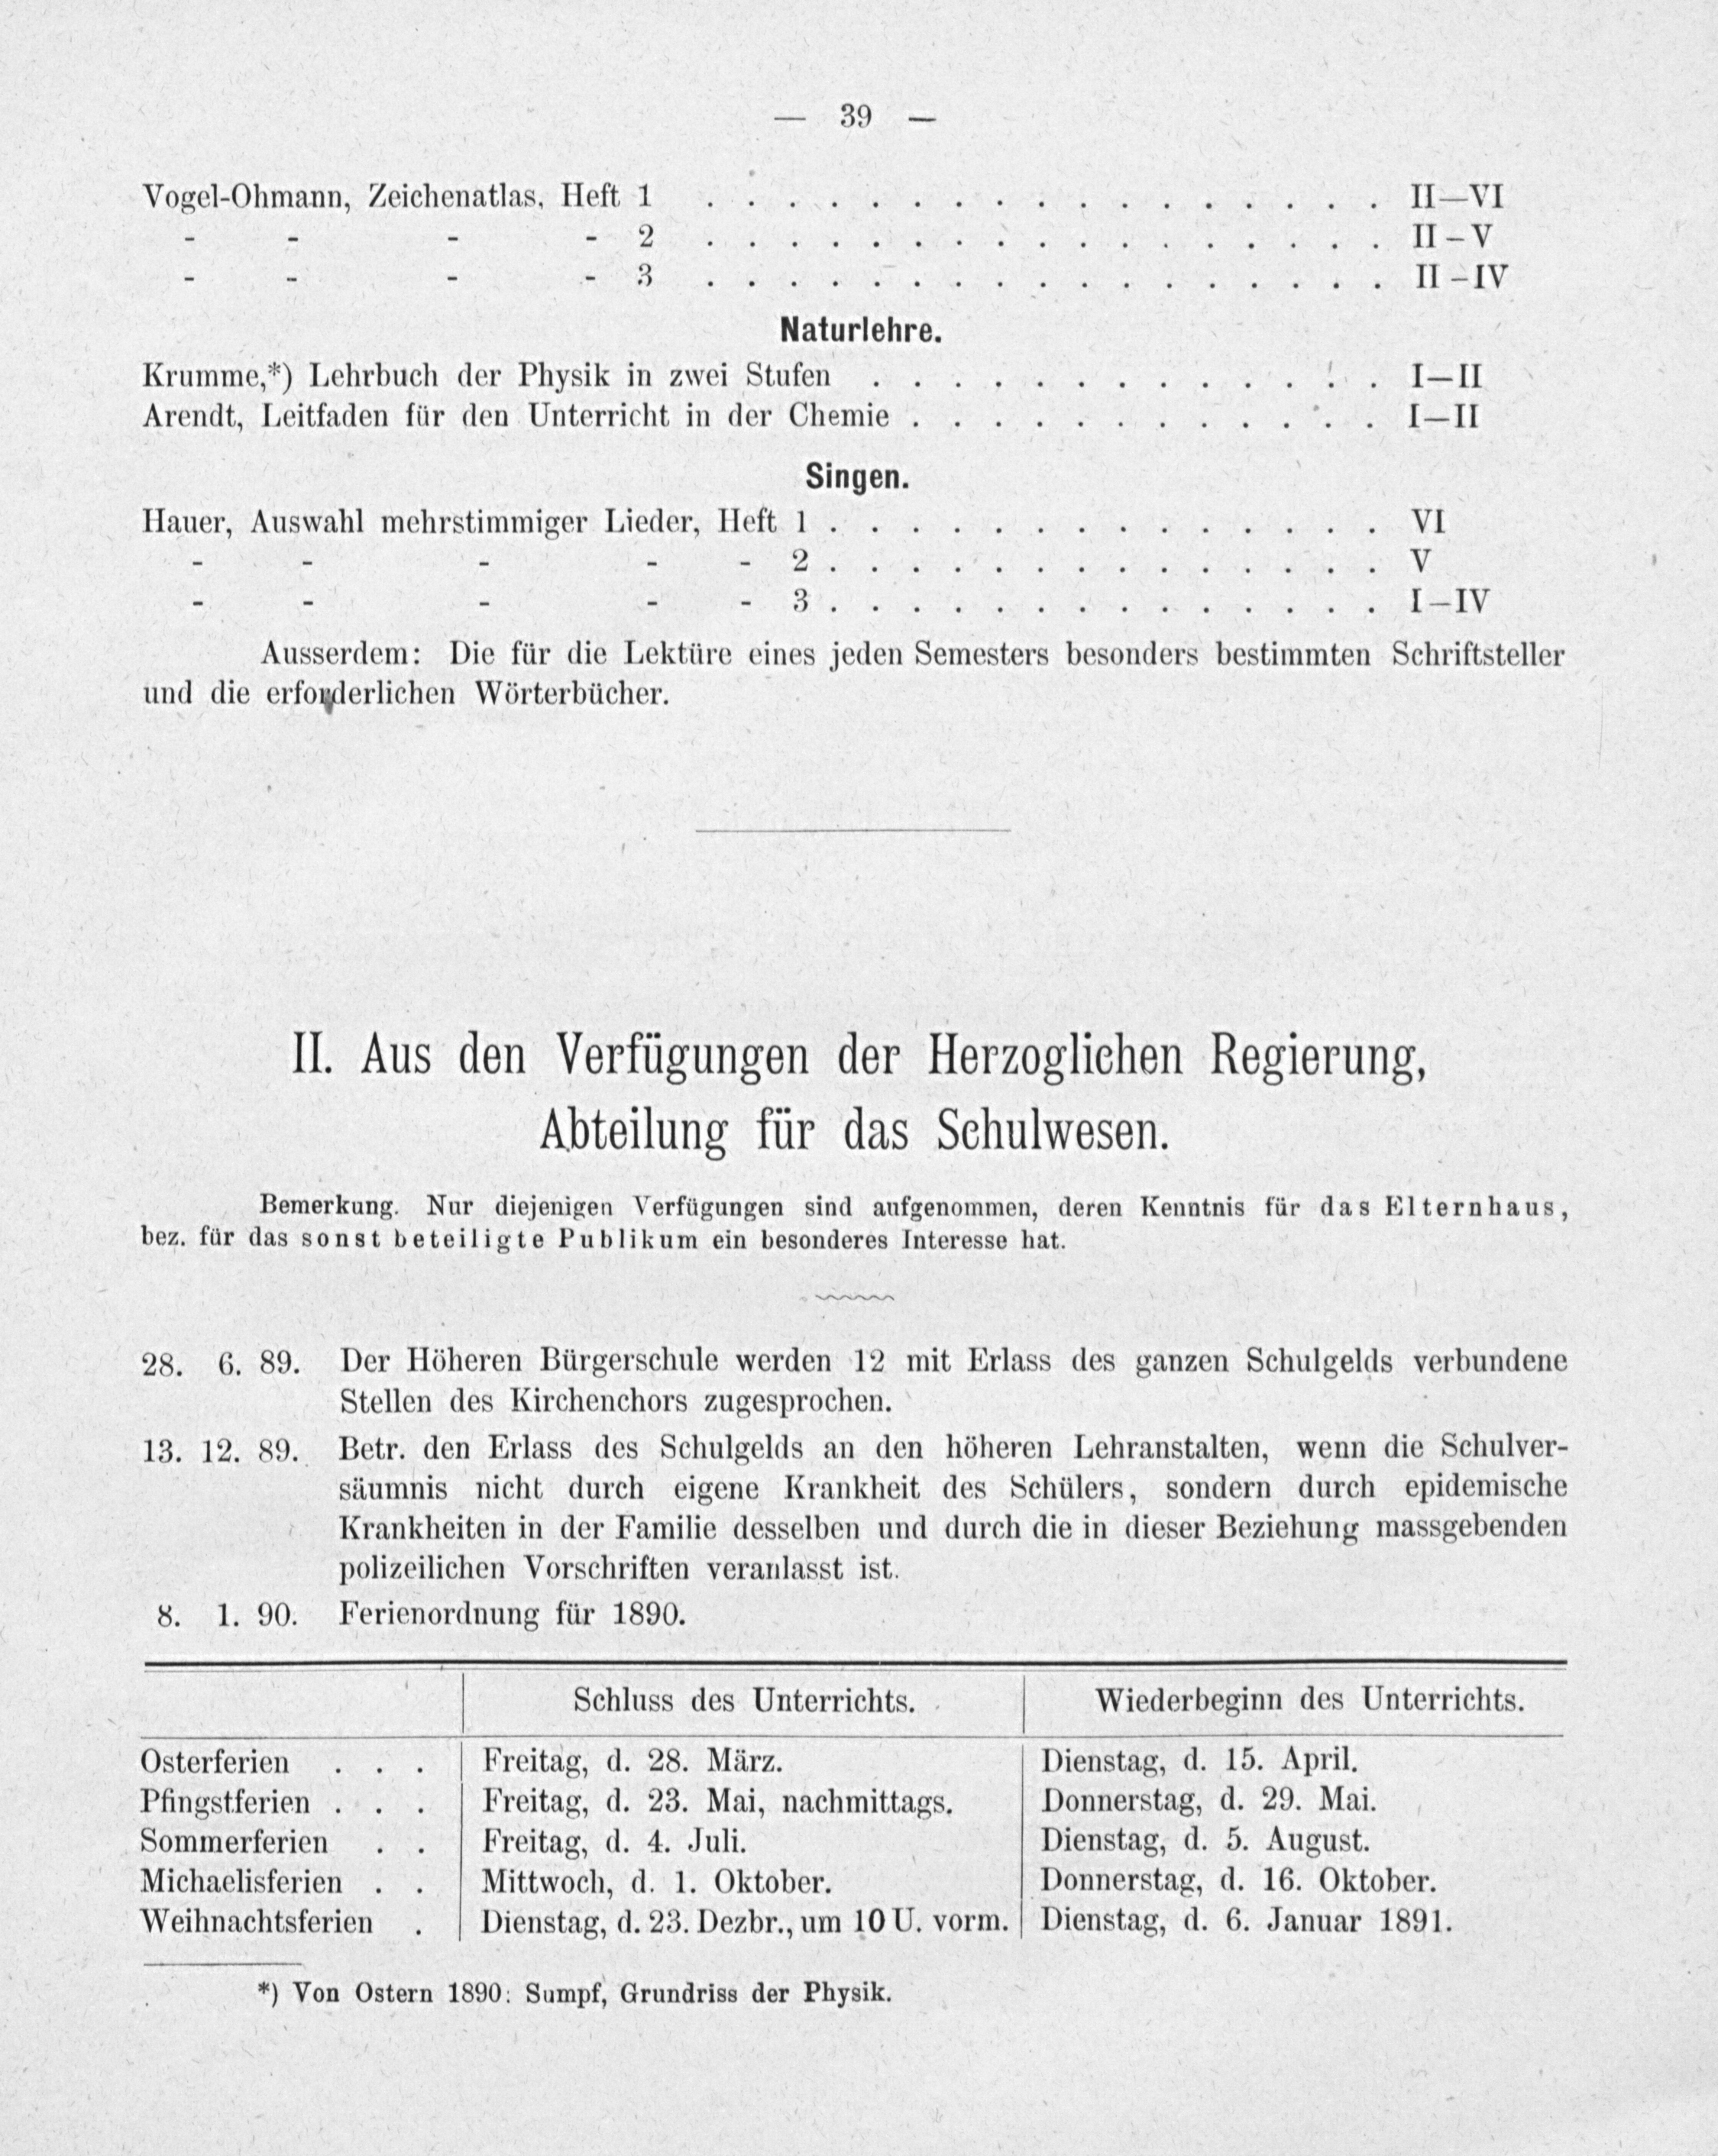 — 39 —
Vogel-Ohmann, Zeichenatlas, Heft 1 . . . . . . . . . . . . . . . . . II—VI
- - - - 2 . . . . . . . . . . . . . . . . . II–V
- - - - 3 . . . . . . . . . . . . . . . . . II–IV
Naturlehre.
Krumme,*) Lehrbuch der Physik in zwei Stufen . . . . . . . . . . . . . I—II
Arendt, Leitfaden für den Unterricht in der Chemie . . . . . . . . . . . . I—II
Singen.
Hauer, Auswahl mehrstimmiger Lieder, Heft 1 . . . . . . . . . . . . . . VI
- - - - - 2 . . . . . . . . . . . . . . V
- - - - - 3 . . . . . . . . . . . . . . I–IV
Ausserdem: Die für die Lektüre eines jeden Semesters besonders bestimmten Schriftsteller
und die erforderlichen Wörterbücher.
II. Aus den Verfügungen der Herzoglichen Regierung,
Abteilung für das Schulwesen.
Bemerkung. Nur diejenigen Verfügungen sind aufgenommen, deren Kenntnis für das Elternhaus,
bez. für das sonst beteiligte Publikum ein besonderes Interesse hat.
28. 6. 89. Der Höheren Bürgerschule werden 12 mit Erlass des ganzen Schulgelds verbundene
Stellen des Kirchenchors zugesprochen.
13. 12. 89. Betr. den Erlass des Schulgelds an den höheren Lehranstalten, wenn die Schulver-
säumnis nicht durch eigene Krankheit des Schülers, sondern durch epidemische
Krankheiten in der Familie desselben und durch die in dieser Beziehung massgebenden
polizeilichen Vorschriften veranlasst ist.
8. 1. 90. Ferienordnung für 1890.
Schluss des Unterrichts. Wiederbeginn des Unterrichts.
Osterferien . . . Freitag, d. 28. März. Dienstag, d. 15. April.
Pfingstferien . . . Freitag, d. 23. Mai, nachmittags. Donnerstag, d. 29. Mai.
Sommerferien . . Freitag, d. 4. Juli. Dienstag, d. 5. August.
Michaelisferien . . Mittwoch, d. 1. Oktober. Donnerstag, d. 16. Oktober.
Weihnachtsferien . Dienstag, d. 23. Dezbr., um 10 U. vorm. Dienstag, d. 6. Januar 1891.
*) Von Ostern 1890: Sumpf, Grundriss der Physik.